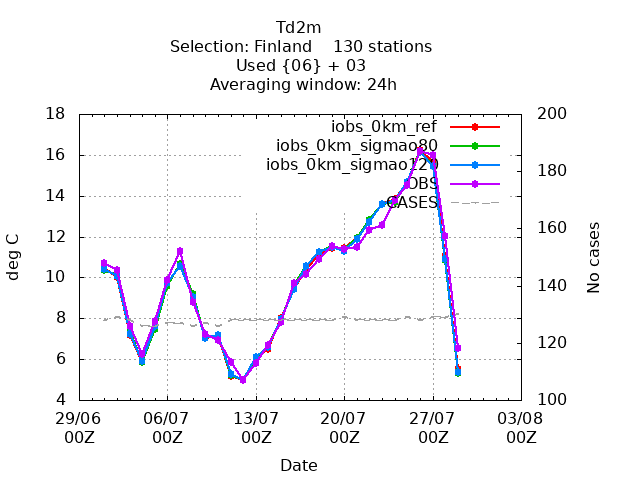 Td2m
Selection: Finland    130 stations
Used {06} + 03
Averaging window: 24h
18
16
14
12
10
8
6
4
200
180
160
140
120
100
deg C
No cases
iobs_0km_ref
iobs_0km_sigmao80
iobs_0km_sigmao120
OBS
CASES
29/06 06/07 13/07 20/07 27/07 03/08
00Z 00Z 00Z 00Z 00Z 00Z
Date